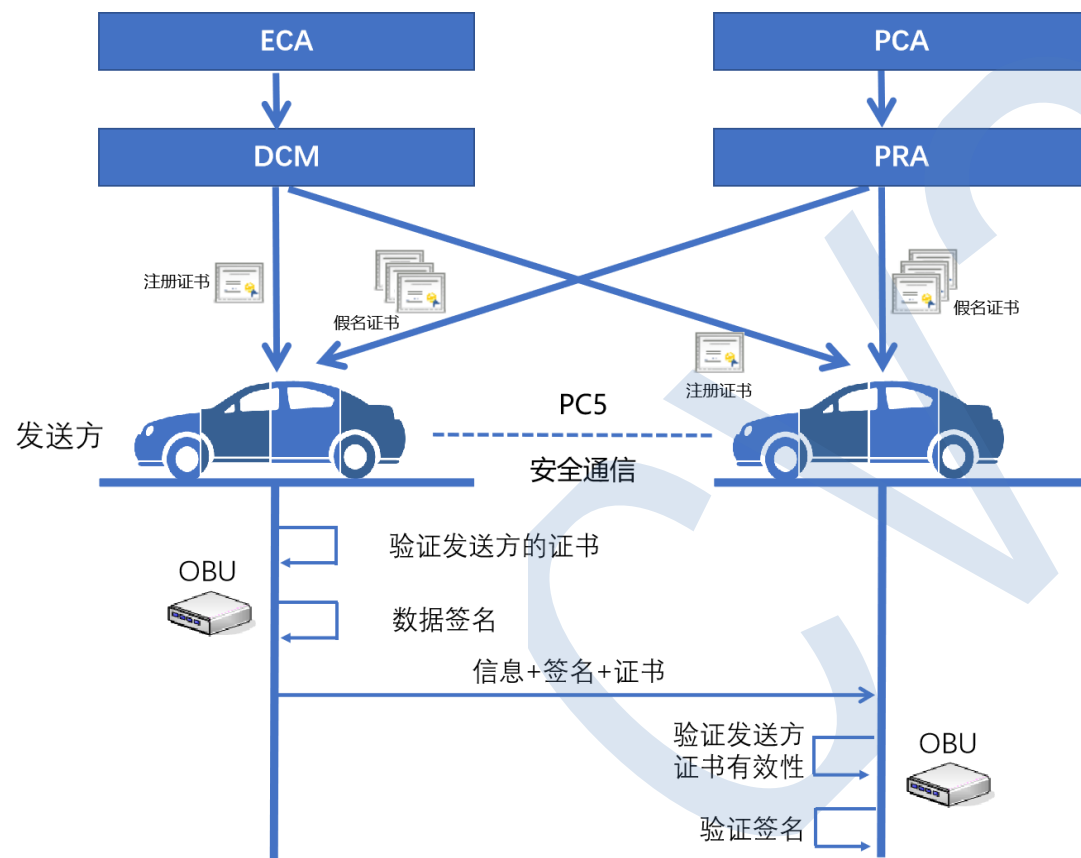 ECA
PCA
DCM
PRA
注册证书
假名证书
假名证书
注册证书
发送方
PC5
安全通信
验证发送方的证书
OBU
数据签名
信息+签名+证书
验证发送方
证书有效性
OBU
验证签名